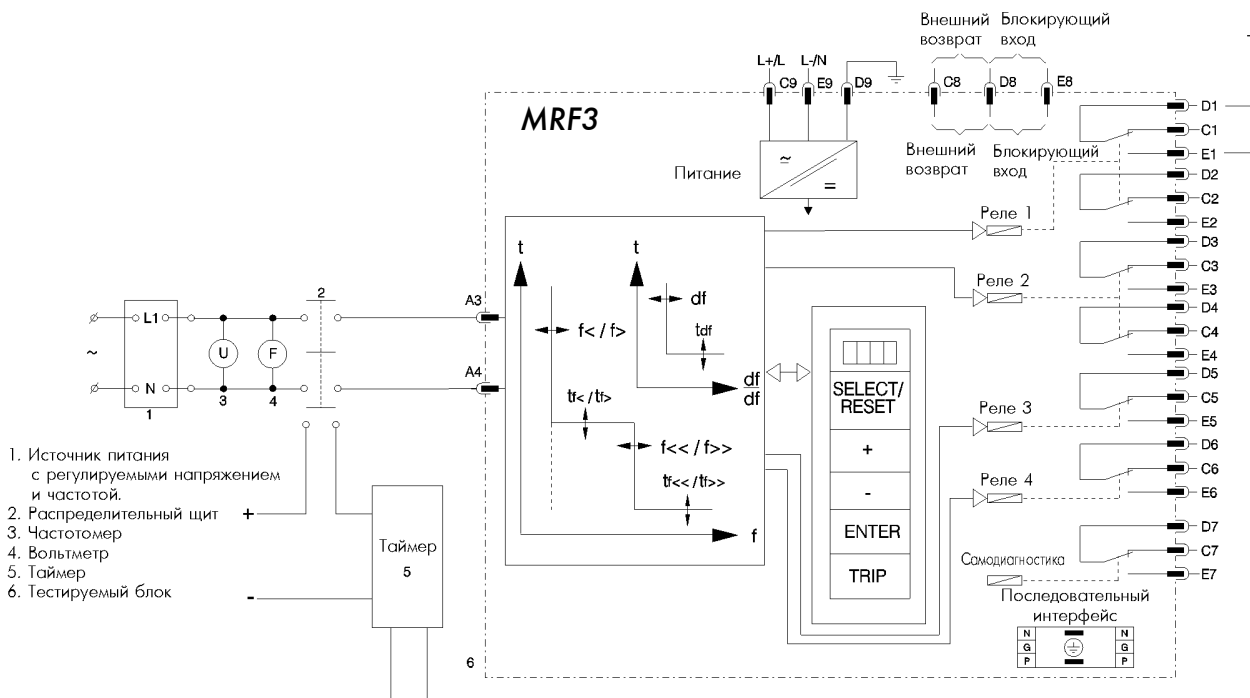 Внешний возврат
Блокирующий вход
L+/L
L-/N
C9
E9
D9
C8
D8
E8
MRF3
Питание
~
=
Внешний возврат
Блокирующий вход
D1
C1
E1
D2
C2
E2
D3
C3
E3
D4
C4
E4
D5
C5
E5
D6
C6
E6
D7
C7
E7
Реле 1
Реле 2
Реле 3
Реле 4
Самодиагностика
Последовательный интерфейс
N
G
P
N
G
P
t
f< / f>
tf< / tf>
f<< / f>>
tf<< / tf>>
f
t
df
tdf
df
df
SELECT/
RESET
+
-
ENTER
TRIP
A3
A4
2
~
L1
N
1
U
F
3
4
1. Источник питания
с регулируемыми напряжением
и частотой.
2. Распределительный щит
3. Частотомер
4. Вольтметр
5. Таймер
6. Тестируемый блок
+
-
Таймер
5
6